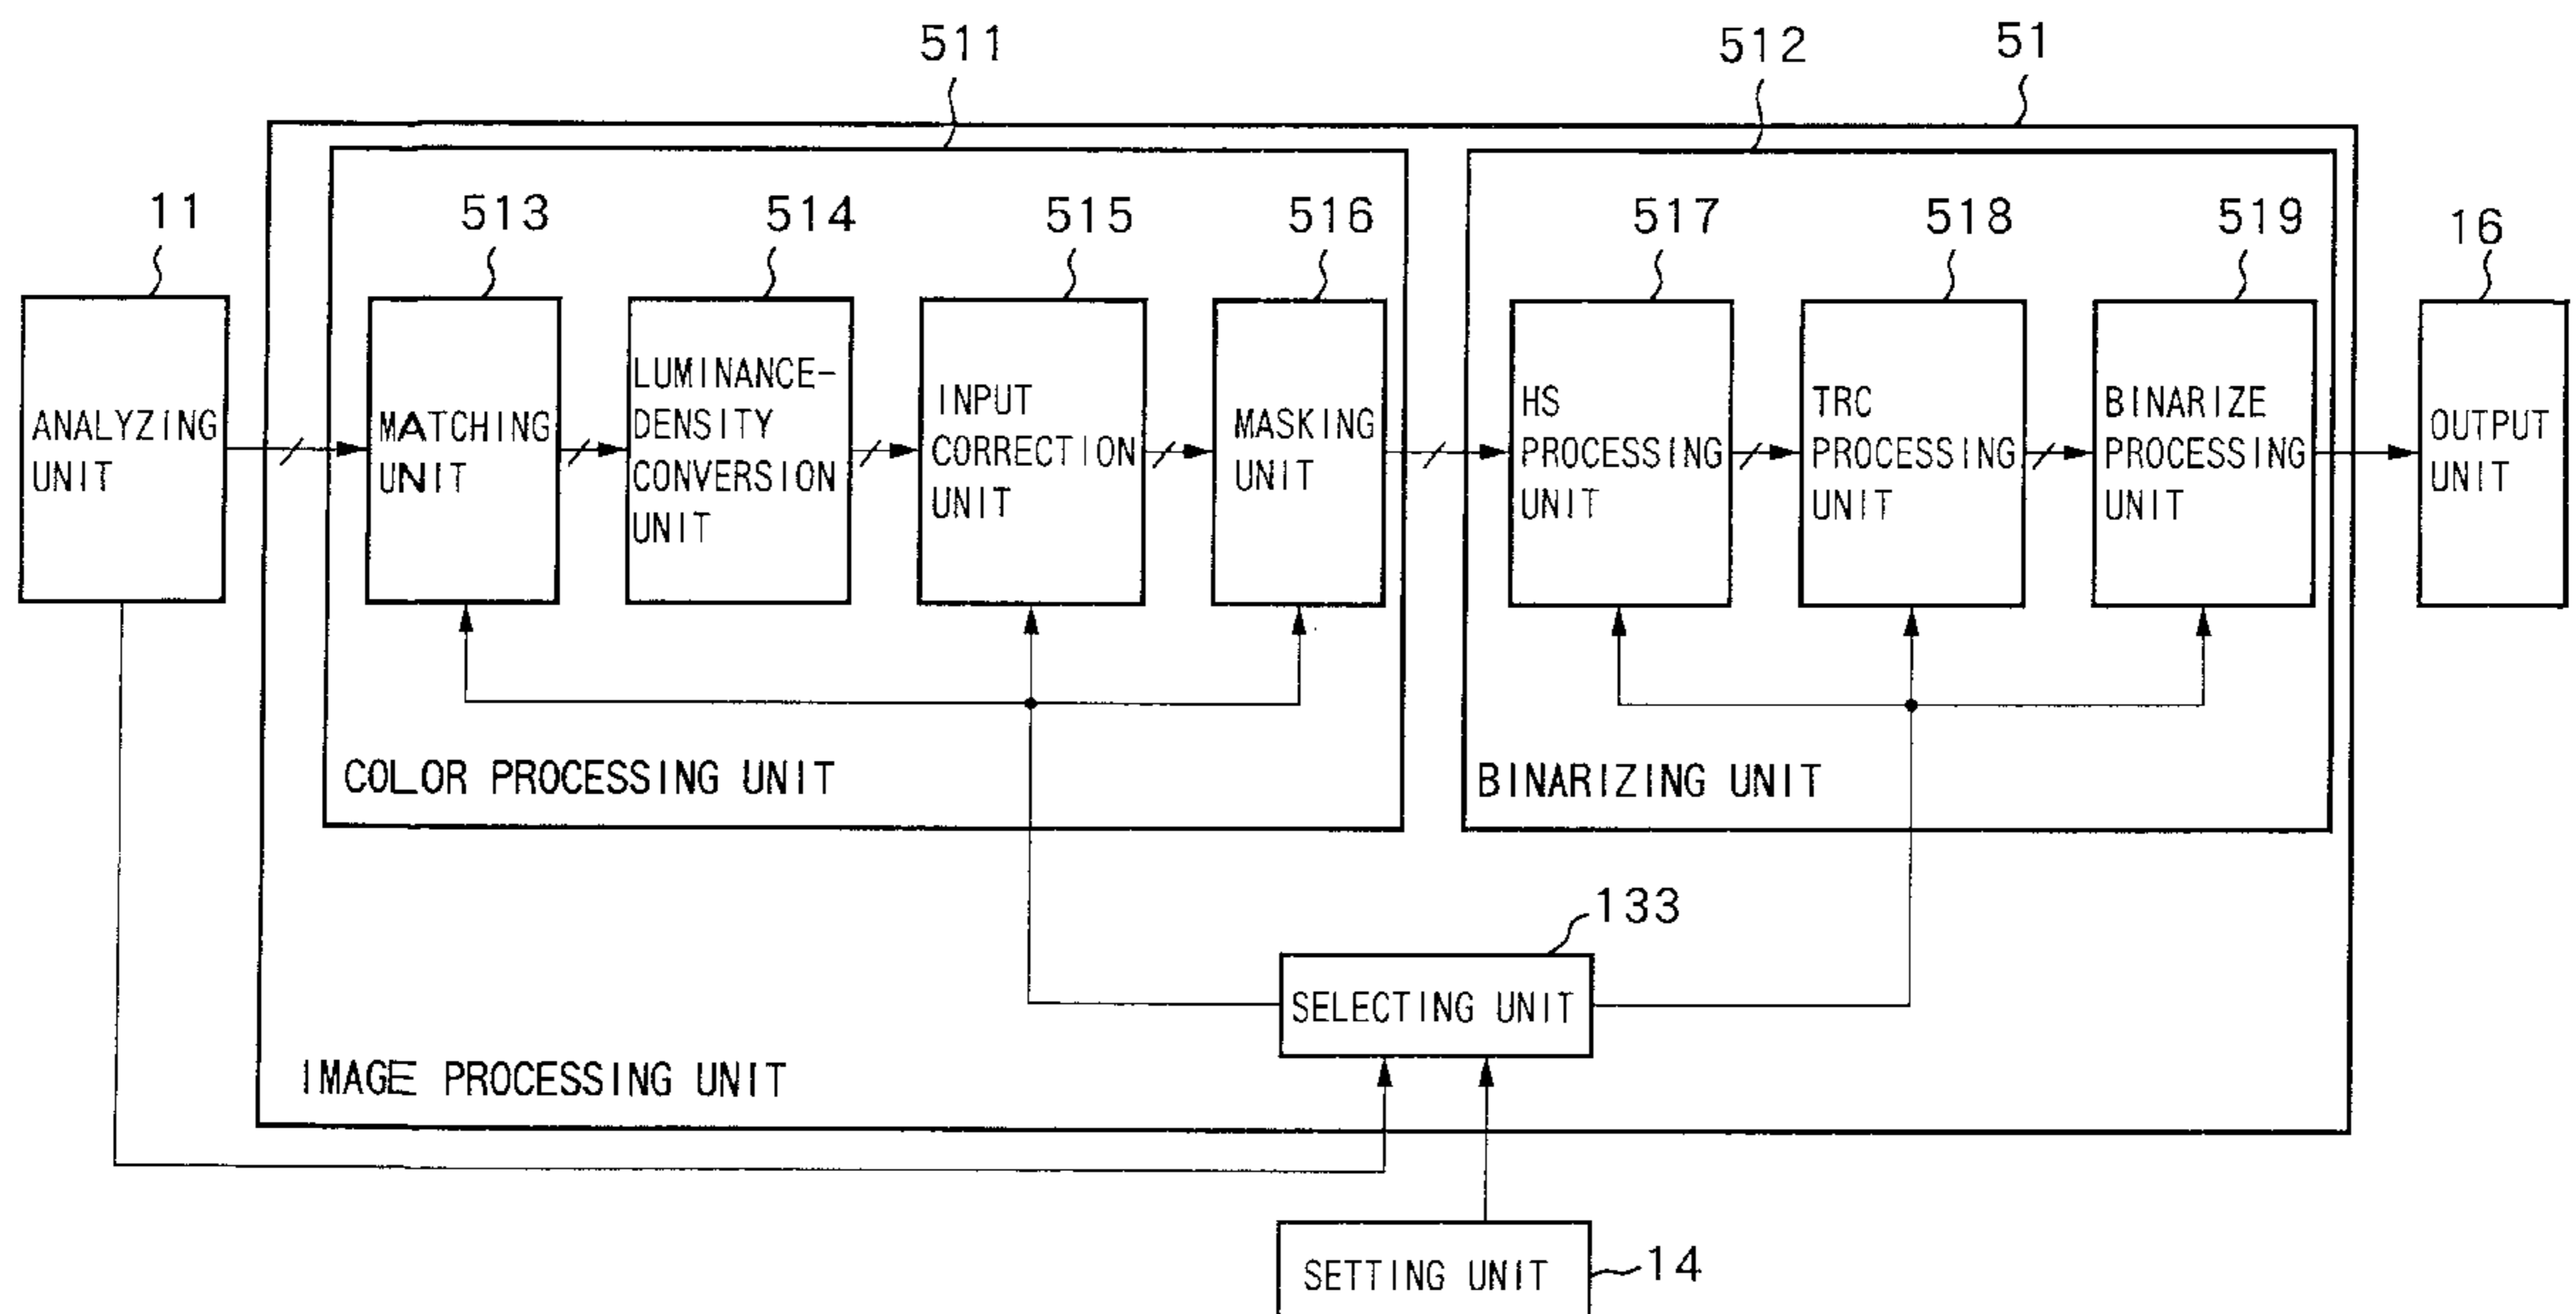 511
512
51
11
513
514
515
516
517
518
519
16
ANALYZING
UNIT
MATCHING
UNIT
LUMINANCE-
DENSITY
CONVERSION
UNIT
INPUT
CORRECTION
UNIT
MASKING
UNIT
HS
PROCESSING
UNIT
TRC
PROCESSING
UNIT
BINARIZE
PROCESSING
UNIT
OUTPUT
UNIT
COLOR PROCESSING UNIT
BINARIZING UNIT
133
SELECTING UNIT
IMAGE PROCESSING UNIT
SETTING UNIT
14